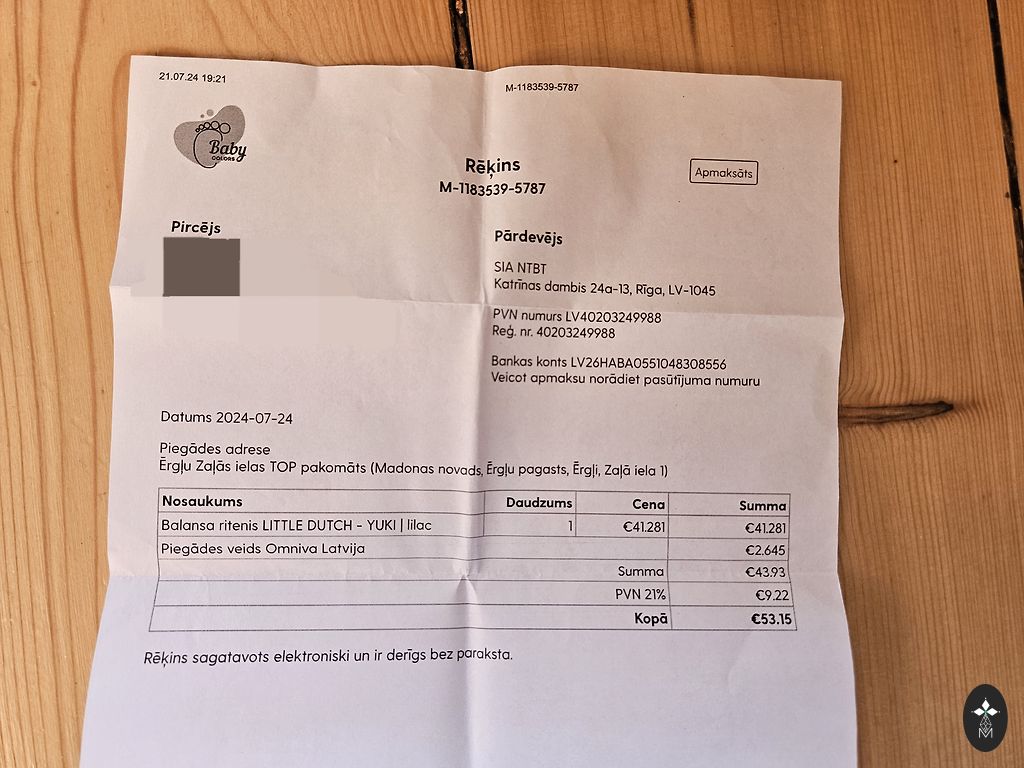 21.07.24 19:21
M-1183539-5787
Baby
COLORS
Rēķins
M-1183539-5787
Apmaksāts
Pircējs
Pārdevējs
SIA NTBT
Katrīnas dambis 24a-13, Rīga, LV-1045
PVN numurs LV40203249988
Reģ. nr. 40203249988
Bankas konts LV26HABA0551048308556
Veicot apmaksu norādiet pasūtījuma numuru
Datums 2024-07-24
Piegādes adrese
Ērgļu Zaļās ielas TOP pakomāts (Madonas novads, Ērgļu pagasts, Ērgļi, Zaļā iela 1)
Nosaukums Daudzums Cena Summa
Balansa ritenis LITTLE DUTCH - YUKI | lilac 1 €41.281 €41.281
Piegādes veids Omniva Latvija €2.645
Summa €43.93
PVN 21% €9.22
Kopā €53.15
Rēķins sagatavots elektroniski un ir derīgs bez paraksta.
M